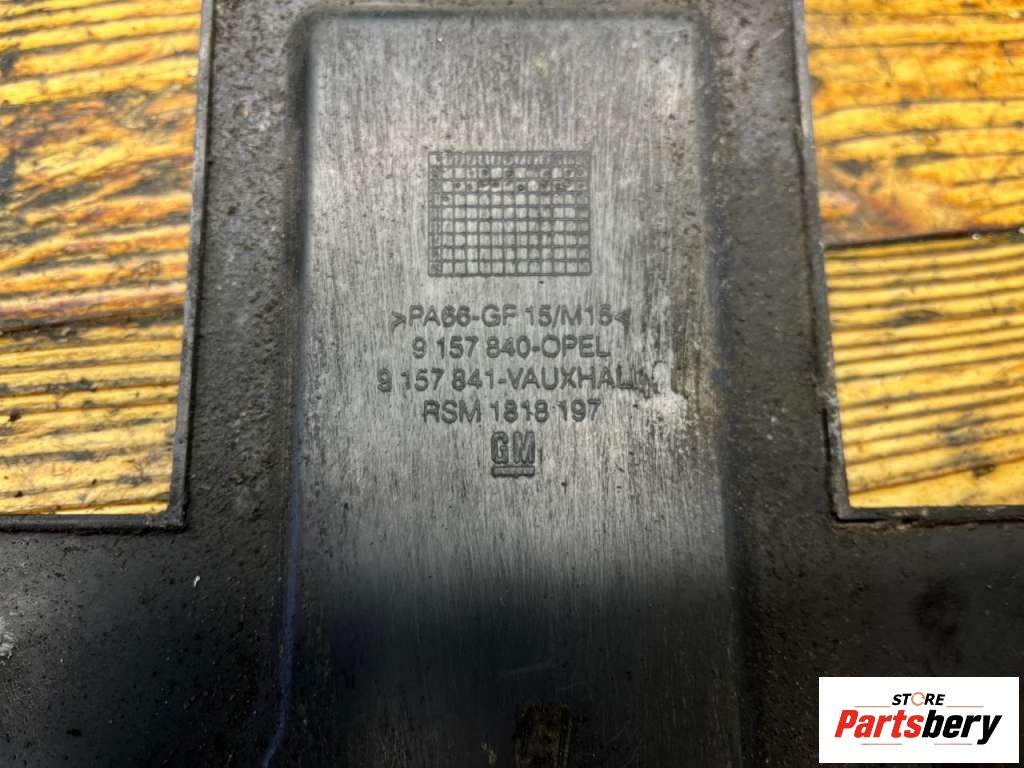 >PA66-GF 15/M15<
9 157 840-OPEL
9 157 841-VAUXHALL
RSM 1818 197
GM
STORE
Partsbery